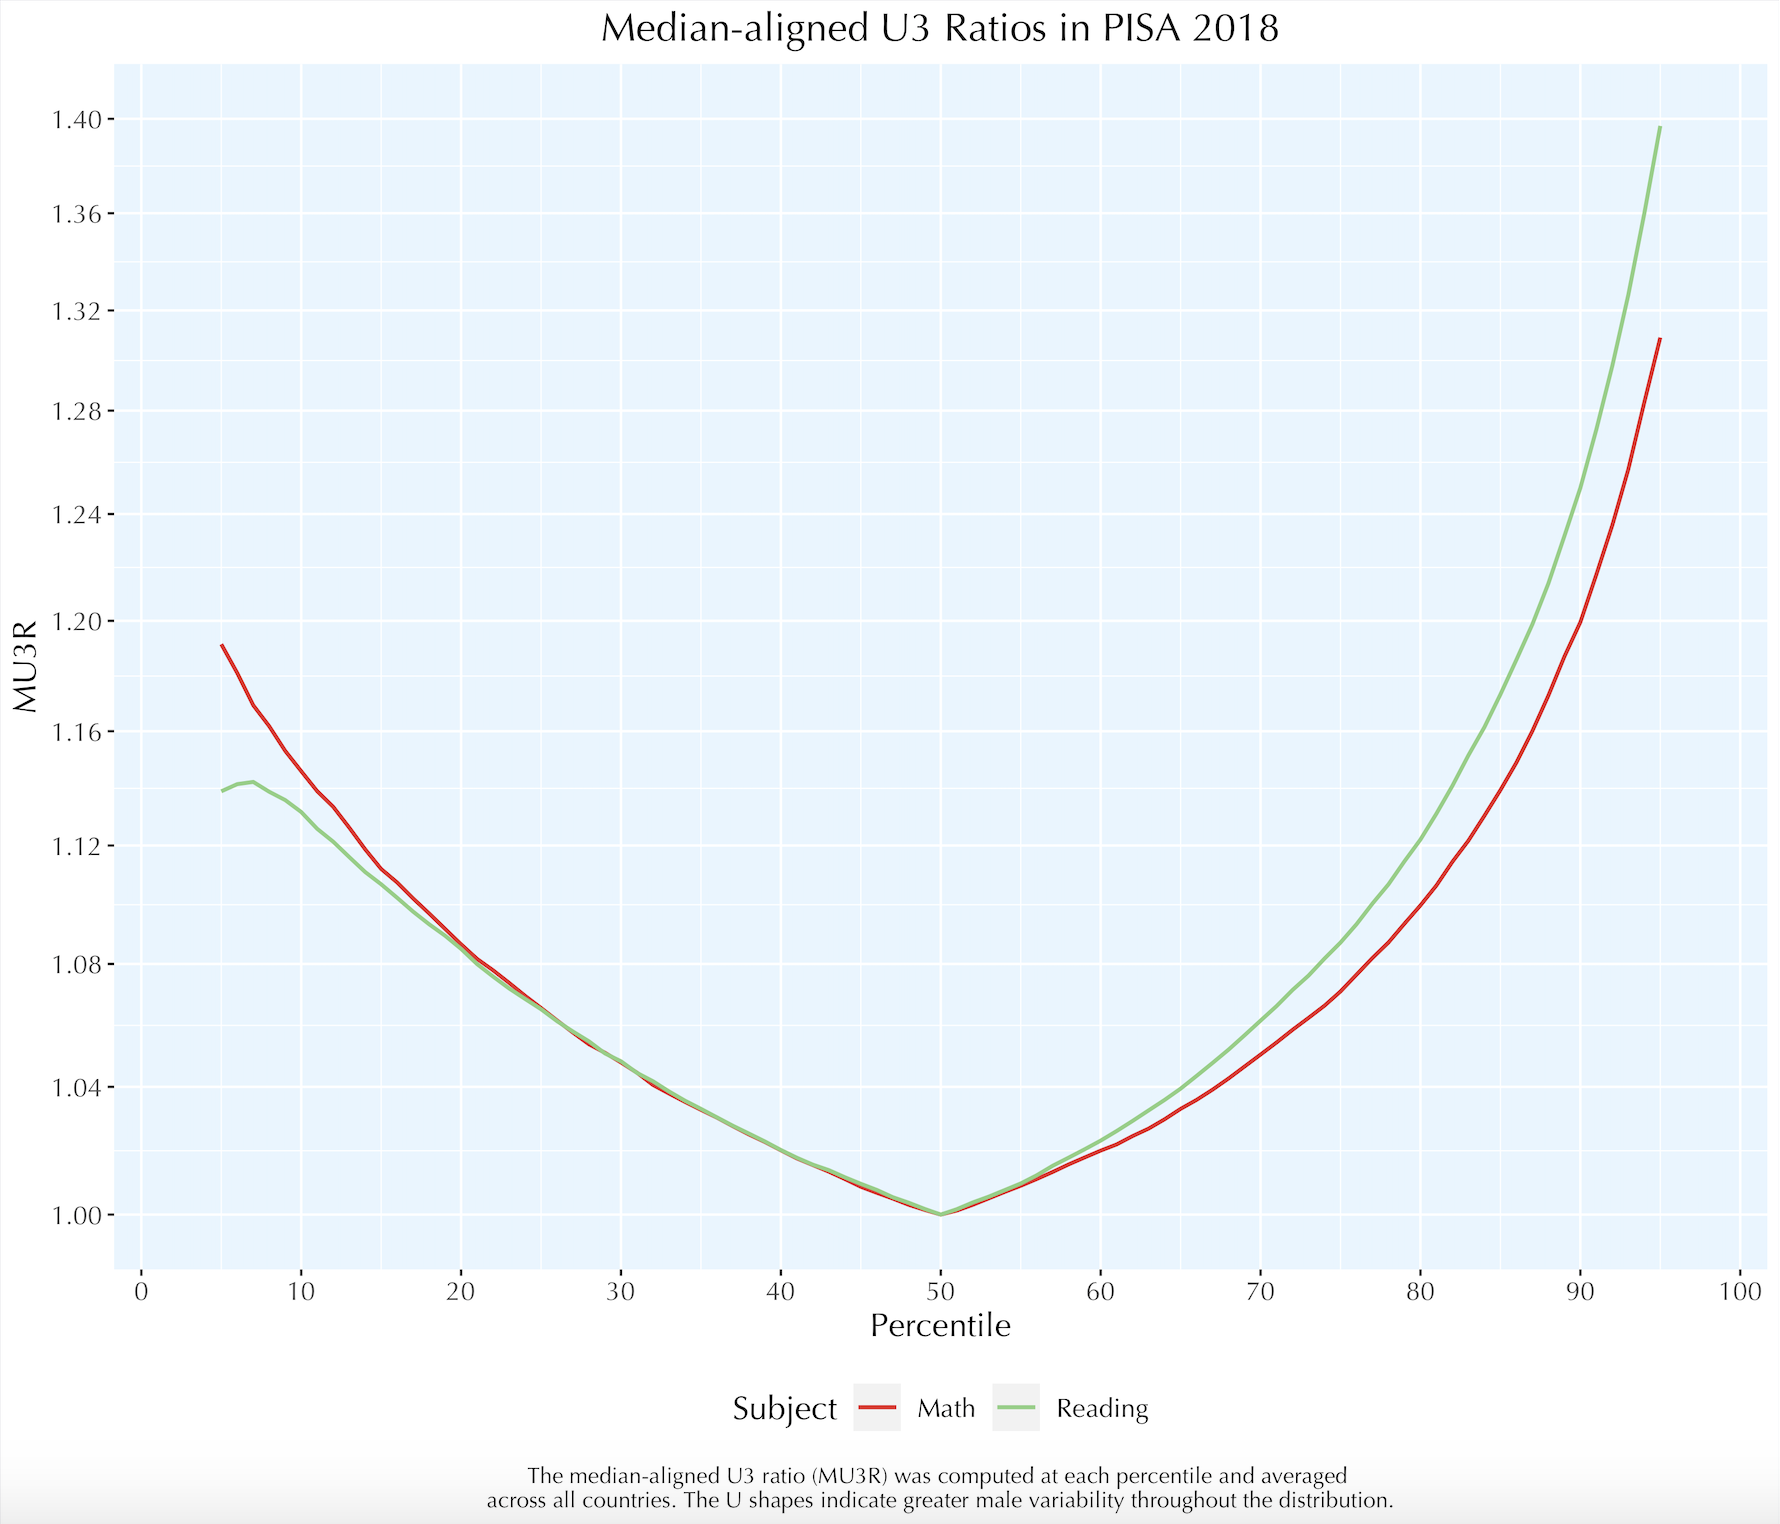 Median-aligned U3 Ratios in PISA 2018
MU3R
1.40
1.36
1.32
1.28
1.24
1.20
1.16
1.12
1.08
1.04
1.00
0 10 20 30 40 50 60 70 80 90 100
Percentile
Subject Math Reading
The median-aligned U3 ratio (MU3R) was computed at each percentile and averaged
across all countries. The U shapes indicate greater male variability throughout the distribution.